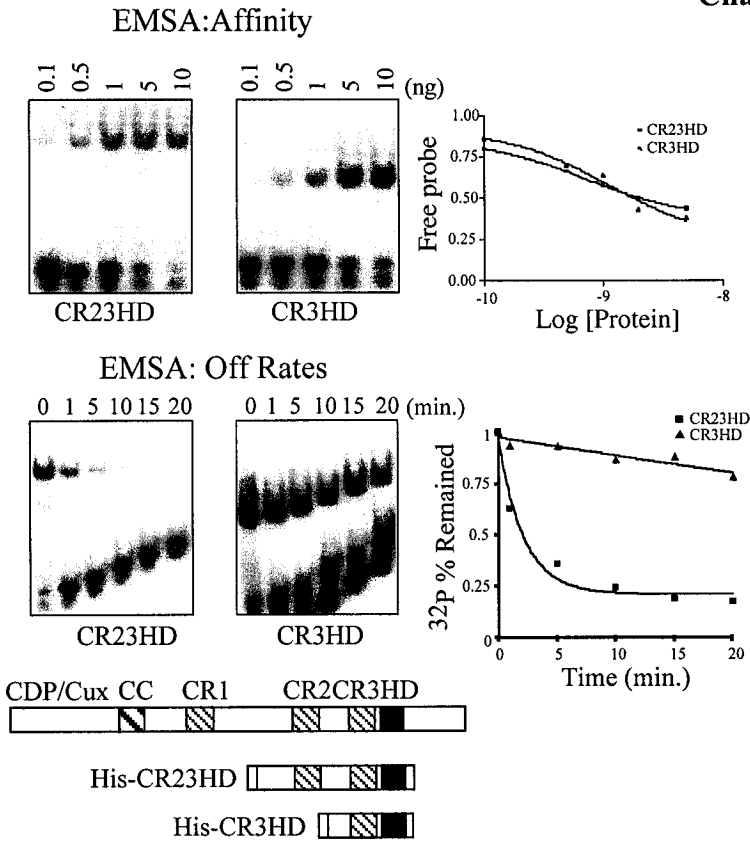 Cha
EMSA:Affinity
0.1 0.5 1 5 10
0.1 0.5 1 5 10 (ng)
CR23HD
CR3HD
Free probe
1.00
0.75
0.50
0.25
0.00
-10 -9 -8
Log [Protein]
CR23HD
CR3HD
EMSA: Off Rates
0 1 5 10 15 20
0 1 5 10 15 20 (min.)
CR23HD
CR3HD
32P % Remained
1
0.75
0.5
0.25
0
0 5 10 15 20
Time (min.)
CR23HD
CR3HD
CDP/Cux CC CR1 CR2CR3HD
His-CR23HD
His-CR3HD